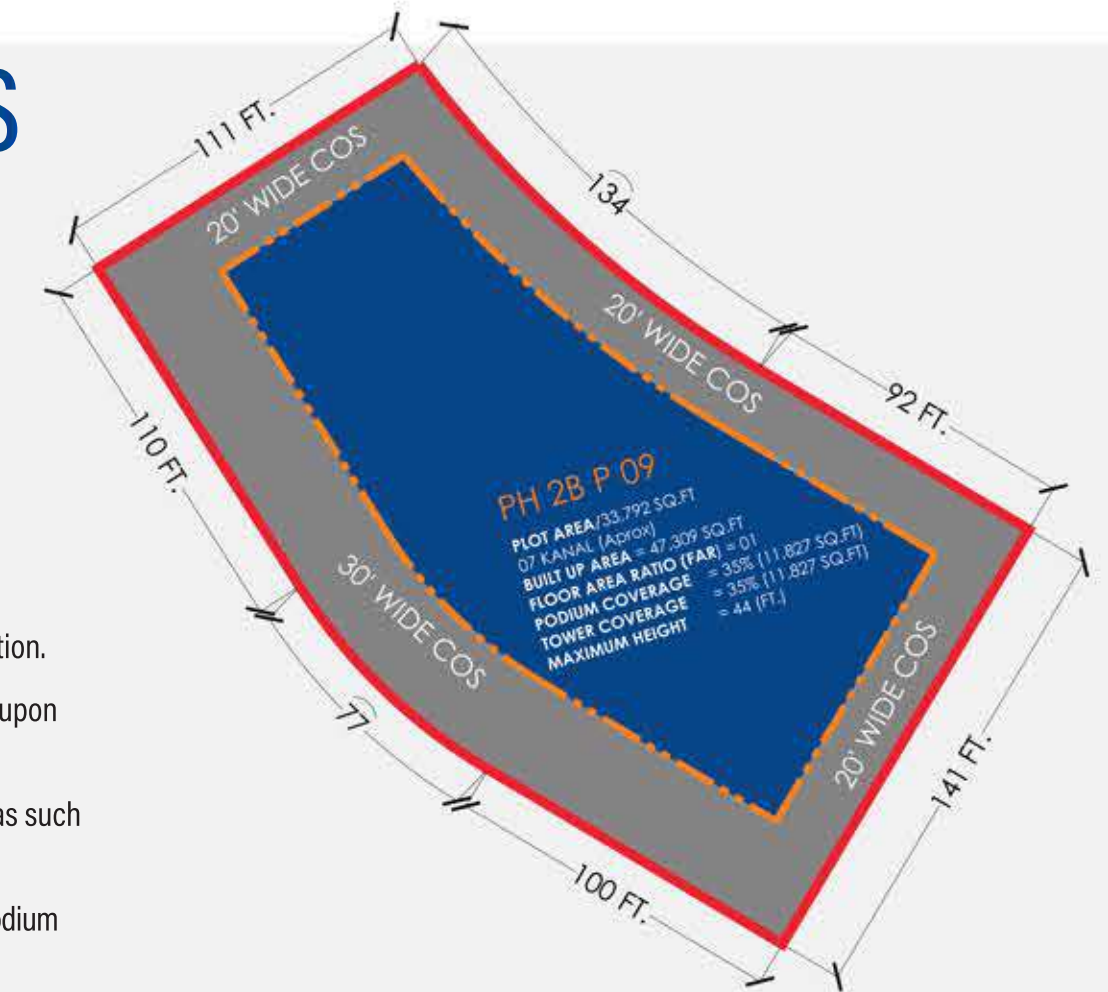 S
tion.
upon
as such
odium
111 FT.
134
92 FT.
141 FT.
100 FT.
77
110 FT.
20' WIDE COS
20' WIDE COS
20' WIDE COS
30' WIDE COS
PH 2B P 09
PLOT AREA/33.792 SQ.FT
07 KANAL (Aprox)
BUILT UP AREA = 47.309 SQ.FT
FLOOR AREA RATIO (FAR) = 01
PODIUM COVERAGE = 35% (11.827 SQ.FT)
TOWER COVERAGE = 35% (11.827 SQ.FT)
MAXIMUM HEIGHT = 44 (FT.)